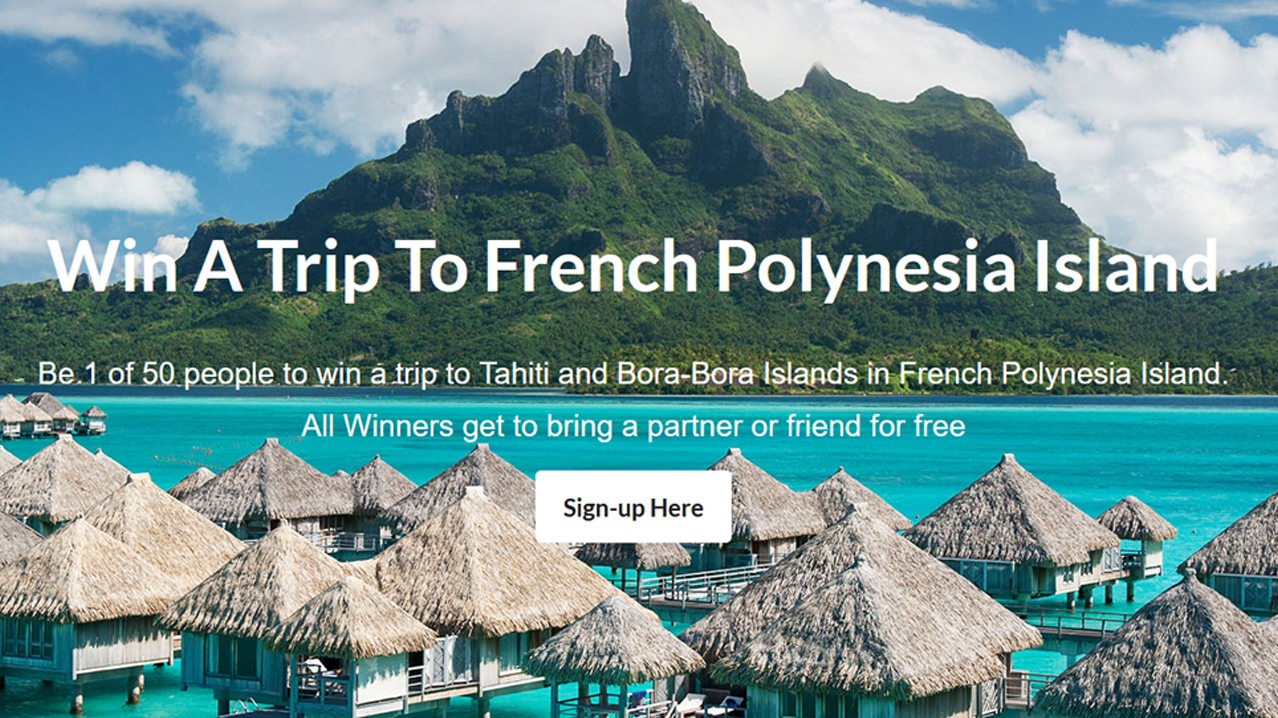 Win A Trip To French Polynesia Island
Be 1 of 50 people to win a trip to Tahiti and Bora-Bora Islands in French Polynesia Island.
All Winners get to bring a partner or friend for free
Sign-up Here